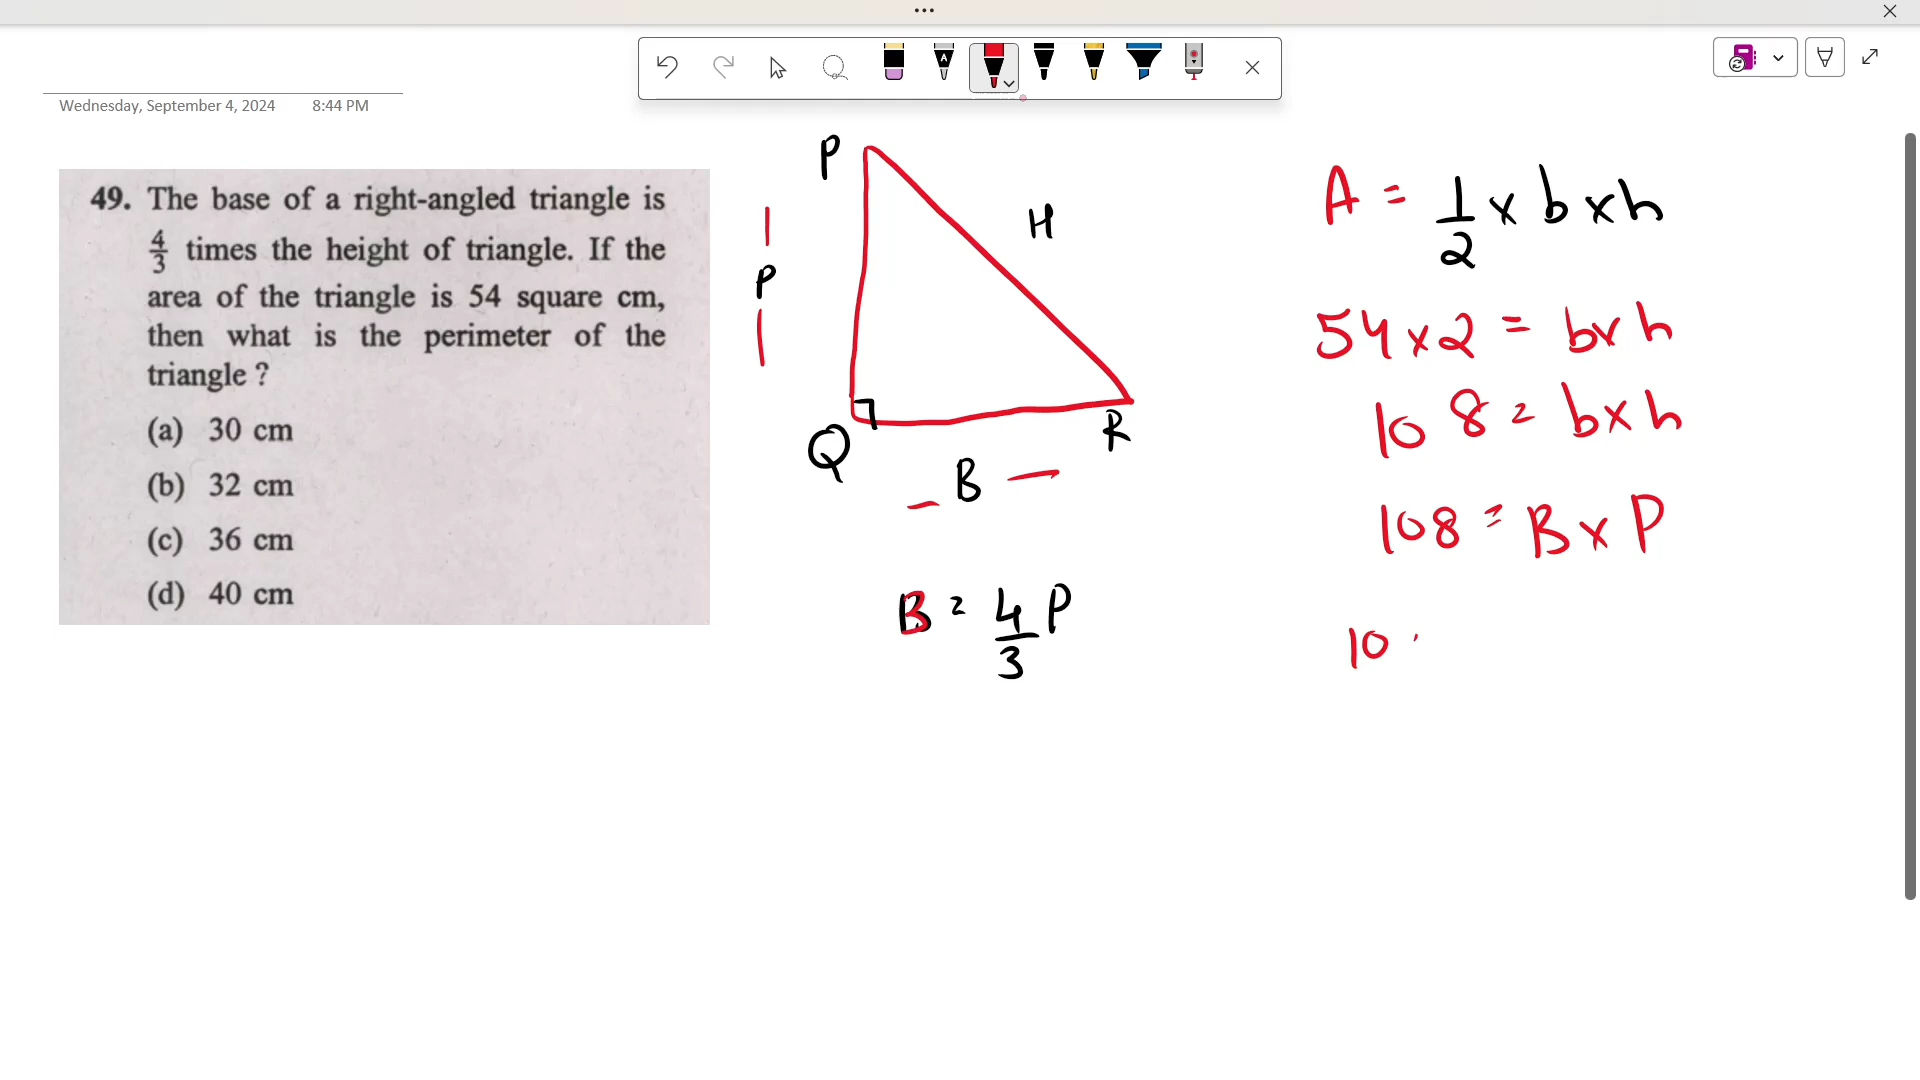 Wednesday, September 4, 2024 8:44 PM
49. The base of a right-angled triangle is
4/3 times the height of triangle. If the
area of the triangle is 54 square cm,
then what is the perimeter of the
triangle ?
(a) 30 cm
(b) 32 cm
(c) 36 cm
(d) 40 cm
P
H
P
Q
R
B
B = 4/3 P
A = 1/2 x b x h
54 x 2 = b x h
108 = b x h
108 = B x P
10